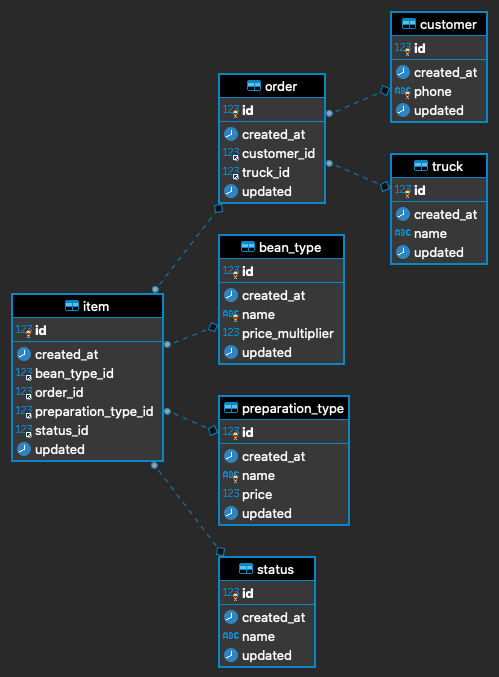 customer
123 id
created_at
ABC phone
updated
order
123 id
created_at
123 customer_id
123 truck_id
updated
truck
123 id
created_at
ABC name
updated
bean_type
123 id
created_at
ABC name
123 price_multiplier
updated
item
123 id
created_at
123 bean_type_id
123 order_id
123 preparation_type_id
123 status_id
updated
preparation_type
123 id
created_at
ABC name
123 price
updated
status
123 id
created_at
ABC name
updated